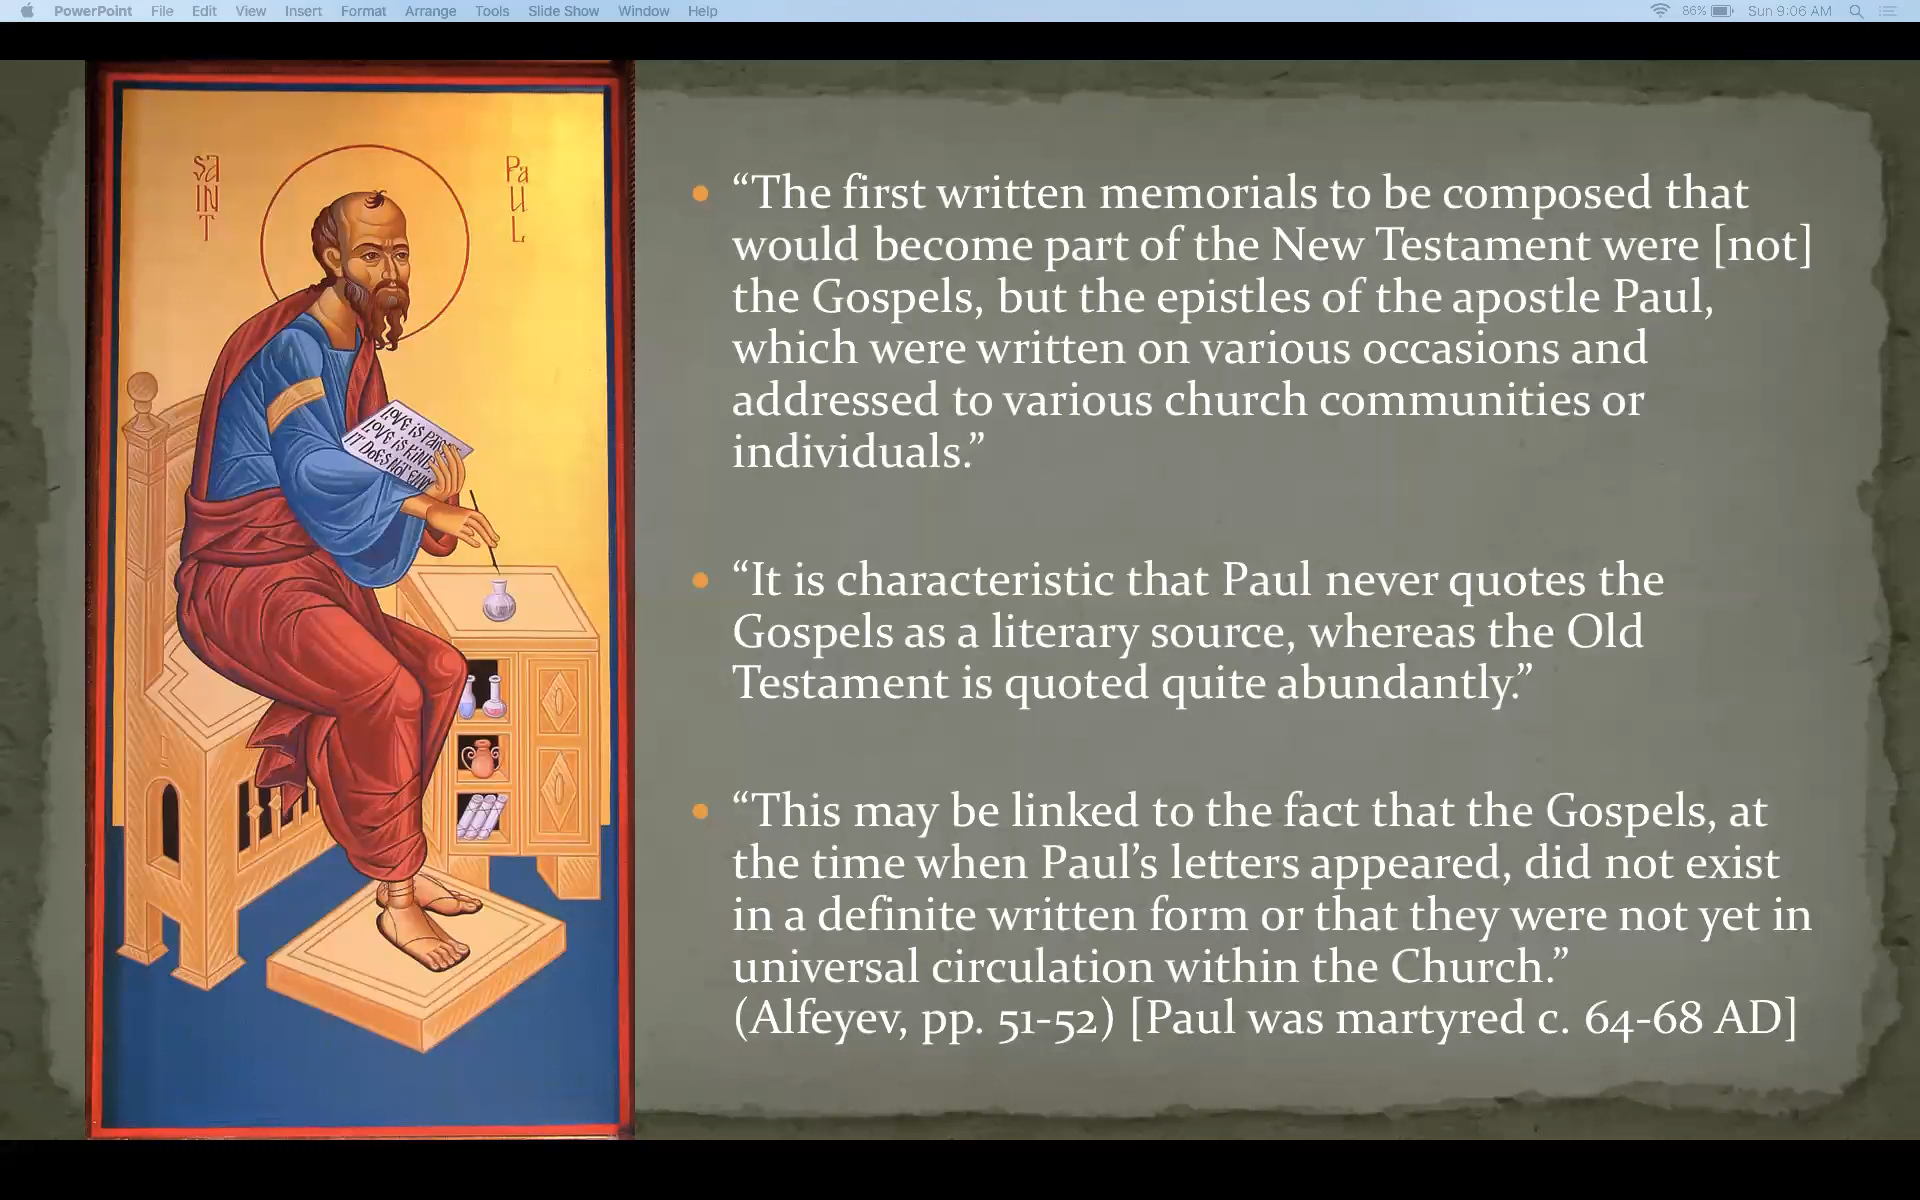 PowerPoint File Edit View Insert Format Arrange Tools Slide Show Window Help 86% Sun 9:06 AM
SaINT
PaUL
LOVE IS
LOVE IS KIND
IT DOES NOT
“The first written memorials to be composed that
would become part of the New Testament were [not]
the Gospels, but the epistles of the apostle Paul,
which were written on various occasions and
addressed to various church communities or
individuals.”
“It is characteristic that Paul never quotes the
Gospels as a literary source, whereas the Old
Testament is quoted quite abundantly.”
“This may be linked to the fact that the Gospels, at
the time when Paul’s letters appeared, did not exist
in a definite written form or that they were not yet in
universal circulation within the Church.”
(Alfeyev, pp. 51-52) [Paul was martyred c. 64-68 AD]